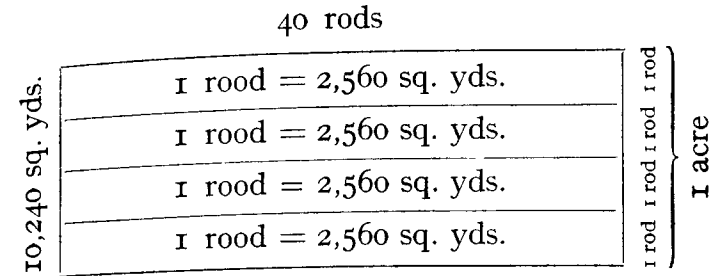 40 rods
10,240 sq. yds.
1 rood = 2,560 sq. yds.
1 rood = 2,560 sq. yds.
1 rood = 2,560 sq. yds.
1 rood = 2,560 sq. yds.
1 rod 1 rod 1 rod 1 rod
1 acre